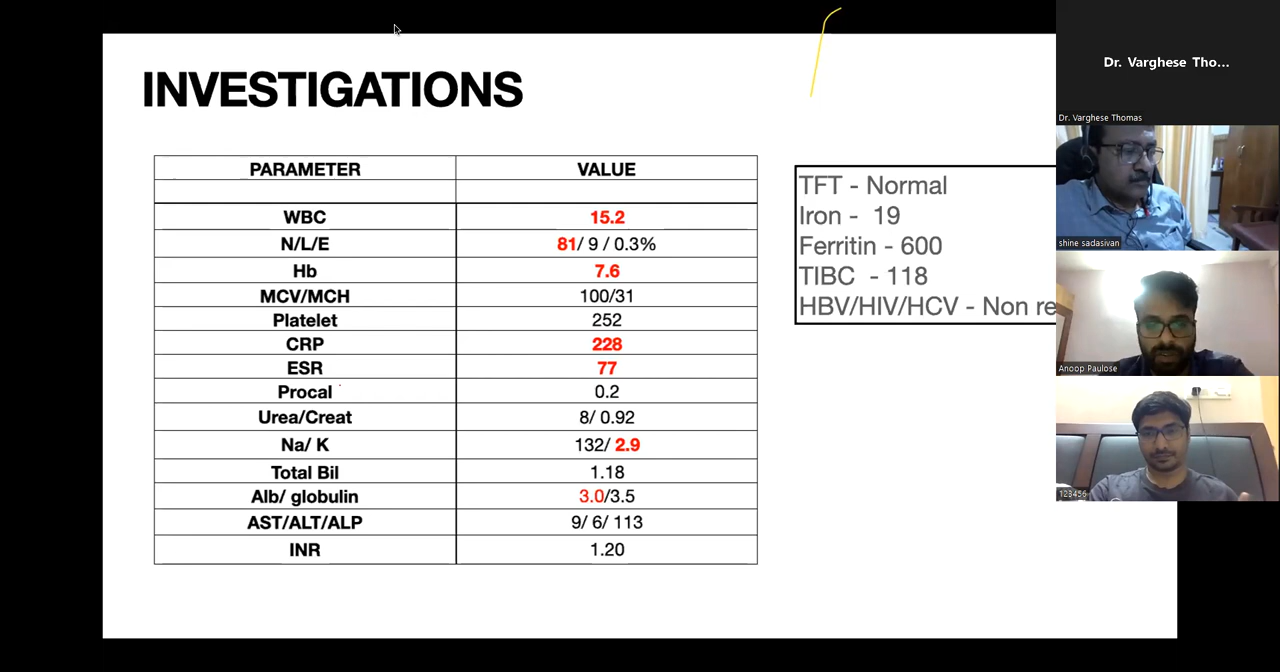 INVESTIGATIONS
PARAMETER VALUE
WBC 15.2
N/L/E 81/ 9 / 0.3%
Hb 7.6
MCV/MCH 100/31
Platelet 252
CRP 228
ESR 77
Procal 0.2
Urea/Creat 8/ 0.92
Na/ K 132/ 2.9
Total Bil 1.18
Alb/ globulin 3.0/3.5
AST/ALT/ALP 9/ 6/ 113
INR 1.20
TFT - Normal
Iron - 19
Ferritin - 600
TIBC - 118
HBV/HIV/HCV - Non re
Dr. Varghese Tho...
Dr. Varghese Thomas
shine sadasivan
Anoop Paulose
123456